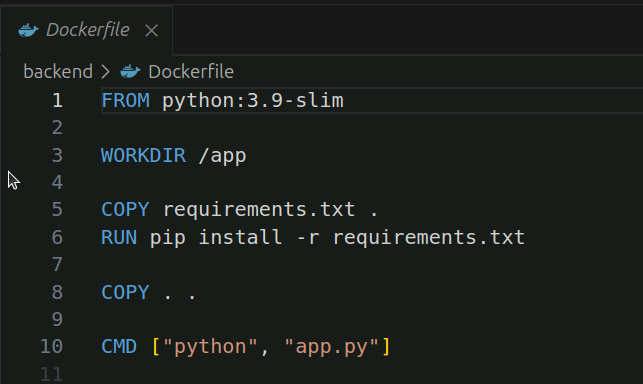 Dockerfile
backend > Dockerfile
1 FROM python:3.9-slim
2
3 WORKDIR /app
4
5 COPY requirements.txt .
6 RUN pip install -r requirements.txt
7
8 COPY . .
9
10 CMD ["python", "app.py"]
11